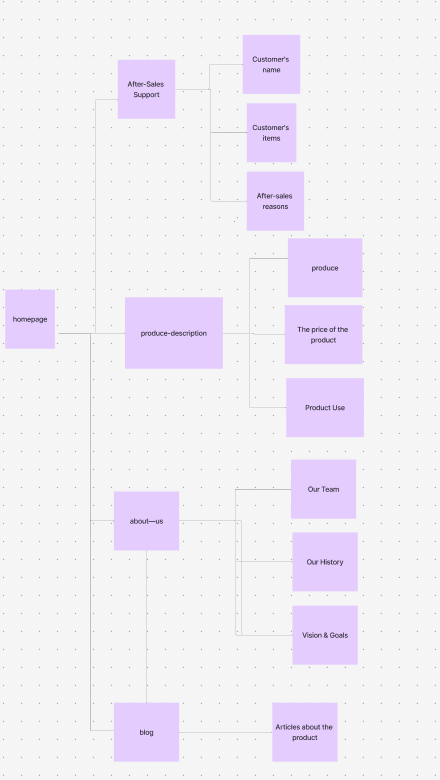 Customer's
name
After-Sales
Support
Customer's
items
After-sales
reasons
produce
homepage
produce-description
The price of the
product
Product Use
Our Team
about—us
Our History
Vision & Goals
blog
Articles about the
product